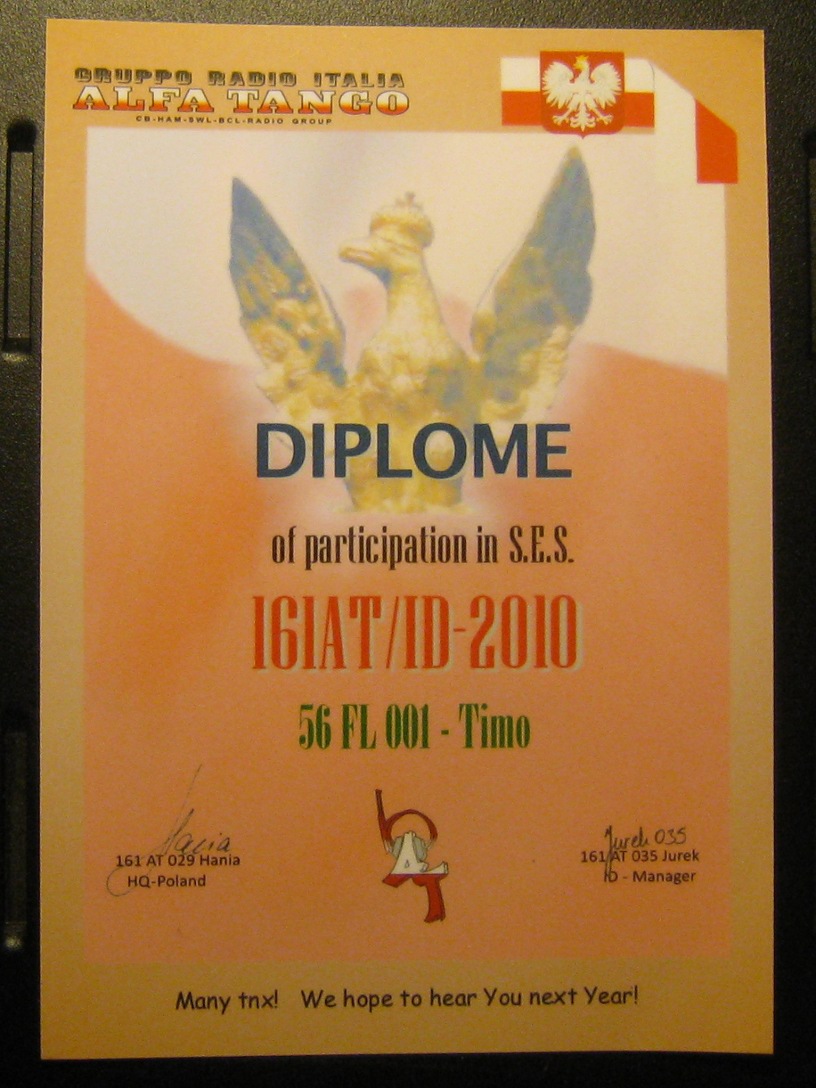 GRUPPO RADIO ITALIA
ALFA TANGO
CB-HAM-SWL-BCL-RADIO GROUP
DIPLOME
of participation in S.E.S.
161AT/ID-2010
56 FL 001 - Timo
Hania
161 AT 029 Hania
HQ-Poland
Jurek 035
161 AT 035 Jurek
ID - Manager
Many tnx! We hope to hear You next Year!